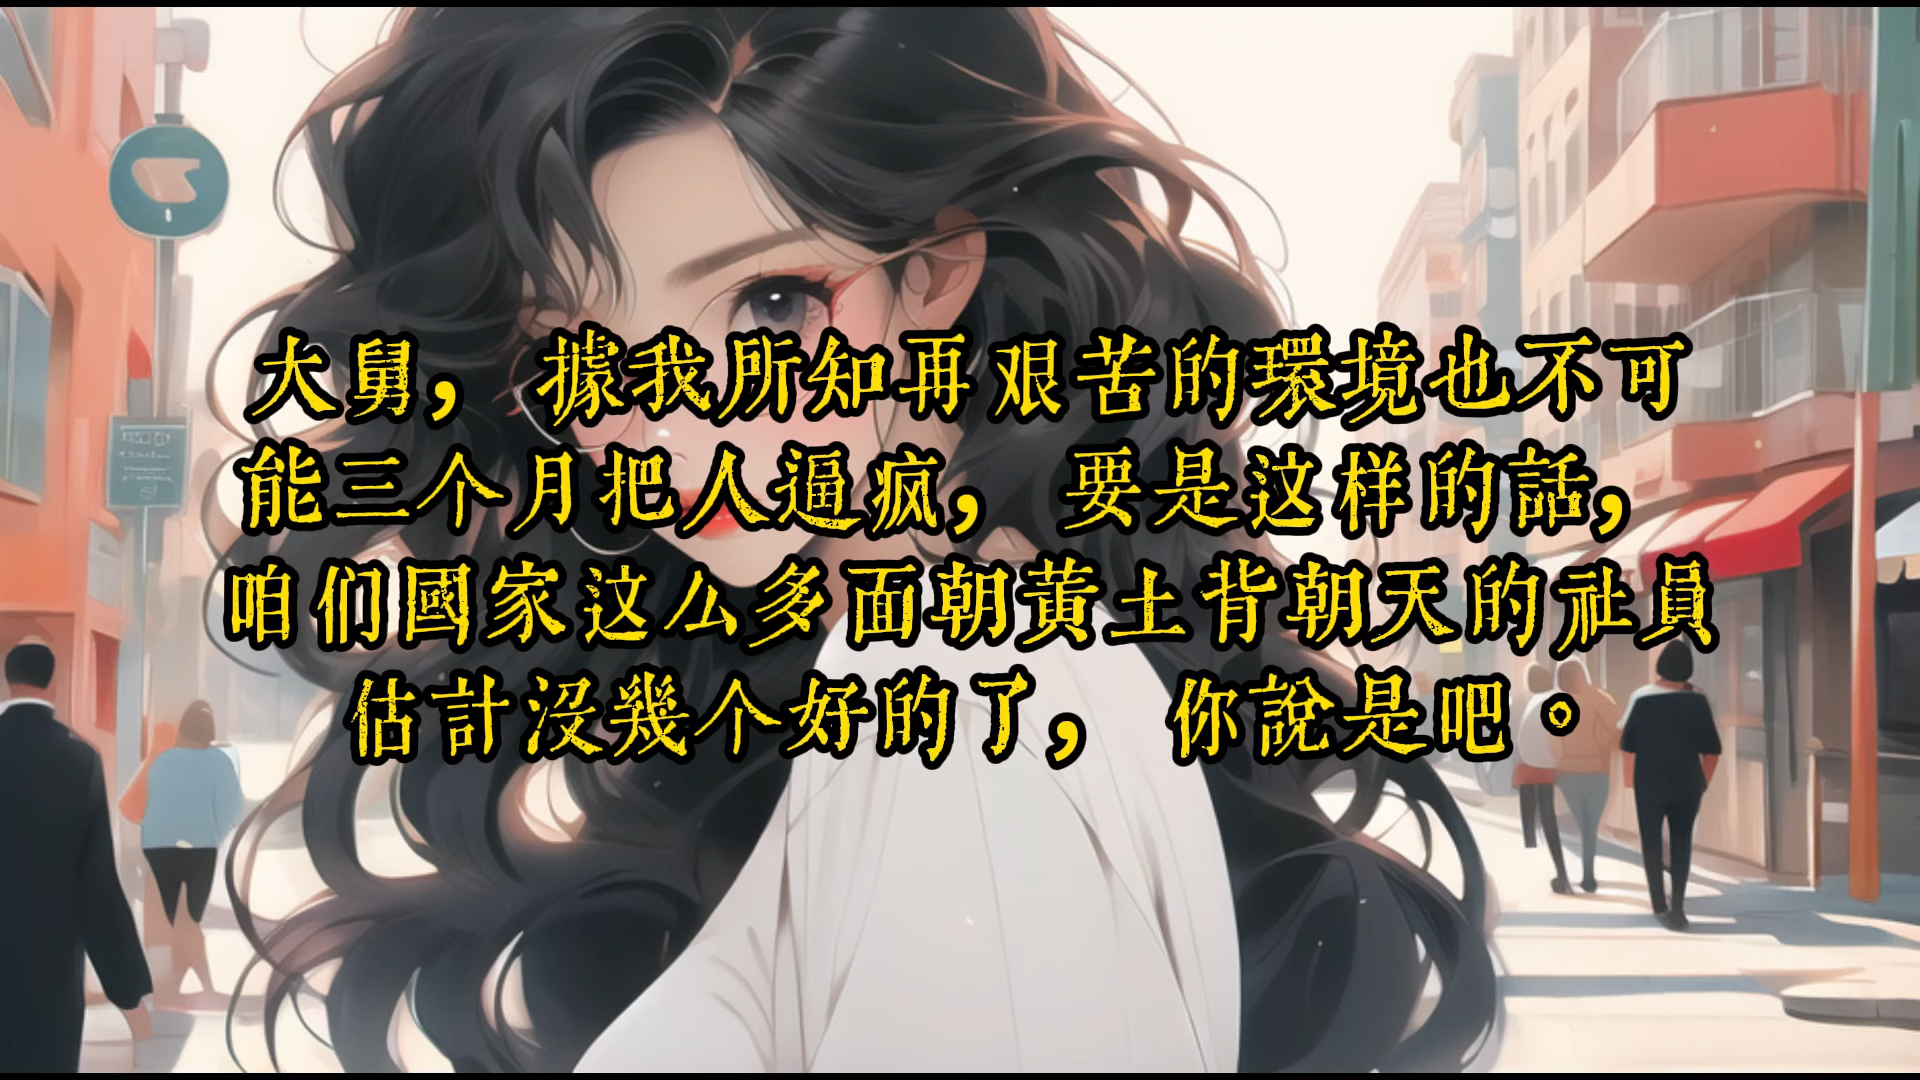 大舅，據我所知再艰苦的環境也不可
能三个月把人逼疯，要是这样的話，
咱们國家这么多面朝黄土背朝天的社員
估計没幾个好的了，你說是吧。